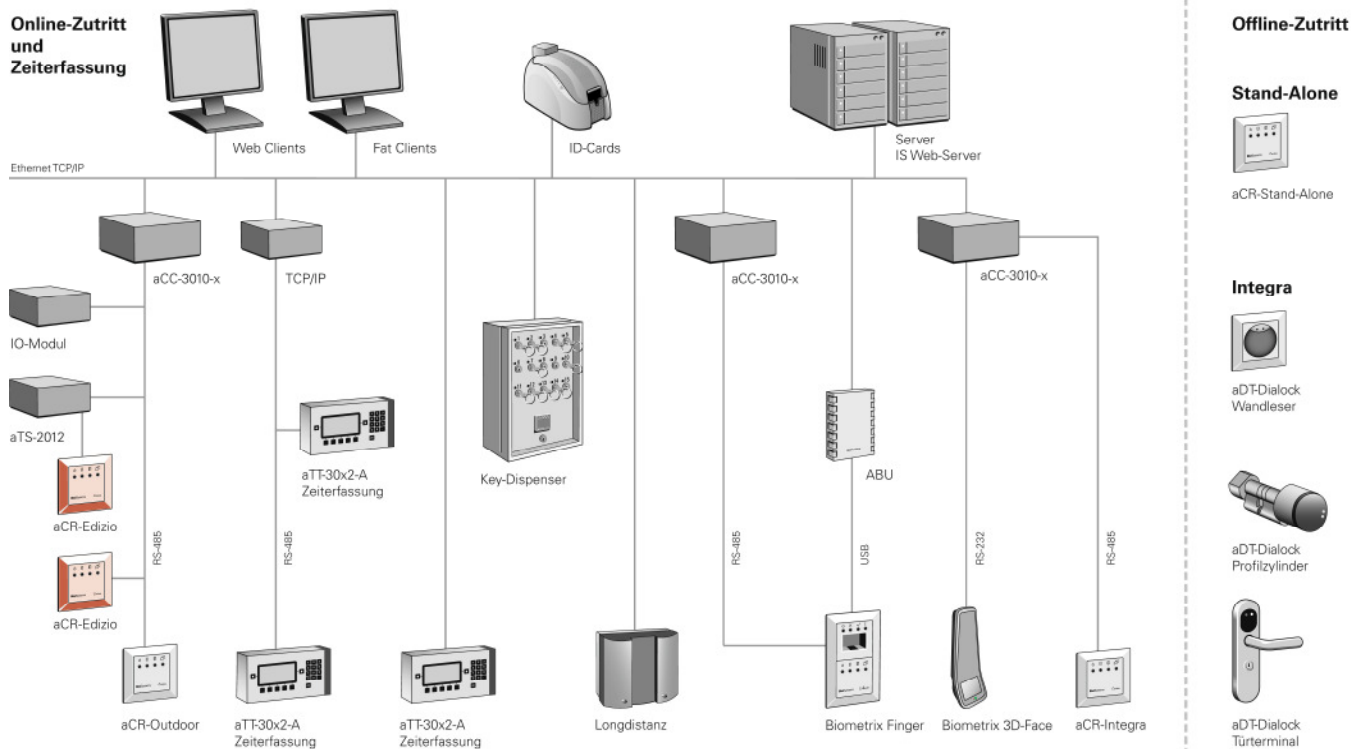 Online-Zutritt
und
Zeiterfassung
Web Clients
Fat Clients
ID-Cards
Server
IS Web-Server
Ethernet TCP/IP
aCC-3010-x
TCP/IP
aCC-3010-x
aCC-3010-x
IO-Modul
aTS-2012
aTT-30x2-A
Zeiterfassung
Key-Dispenser
ABU
aCR-Edizio
RS-485
RS-485
RS-485
USB
RS-232
RS-485
aCR-Edizio
aCR-Outdoor
aTT-30x2-A
Zeiterfassung
aTT-30x2-A
Zeiterfassung
Longdistanz
Biometrix Finger
Biometrix 3D-Face
aCR-Integra
Offline-Zutritt
Stand-Alone
aCR-Stand-Alone
Integra
aDT-Dialock
Wandleser
aDT-Dialock
Profilzylinder
aDT-Dialock
Türterminal